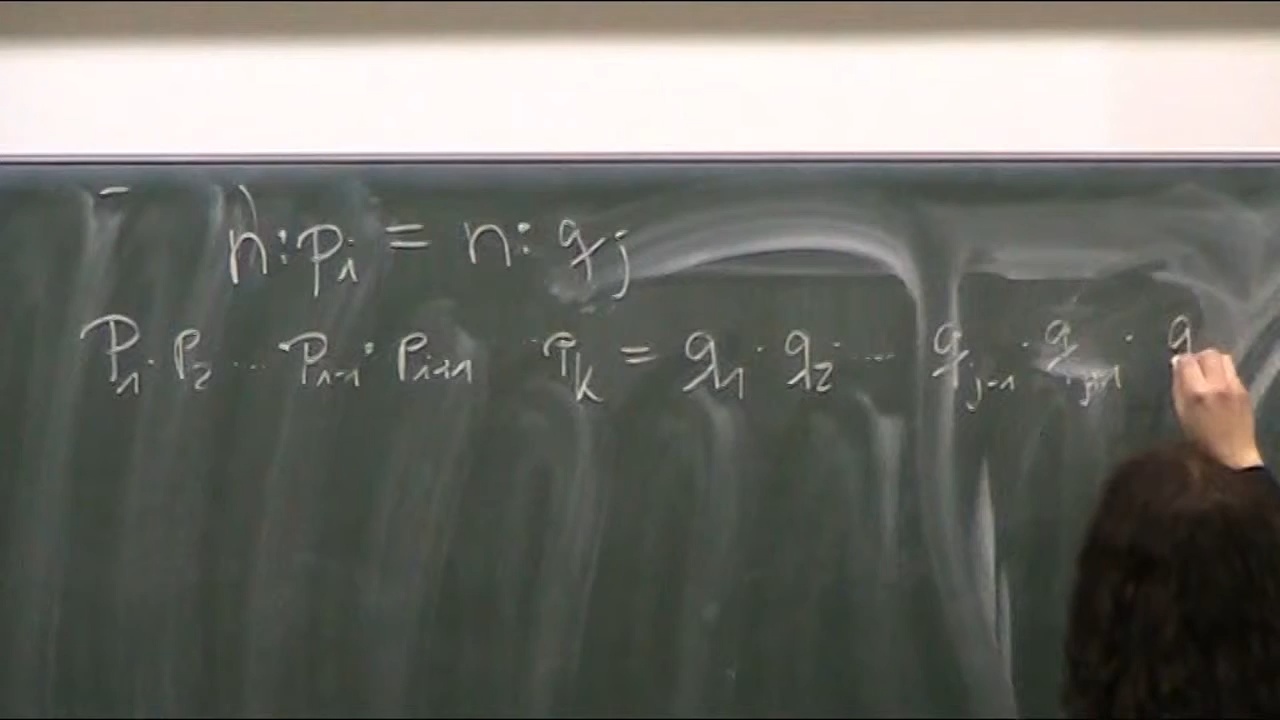 n : p_i = n : q_j
p_1 · p_2 ... p_{i-1} · p_{i+1} ... p_k = q_1 · q_2 · ... q_{j-1} · q_{j+1} · q